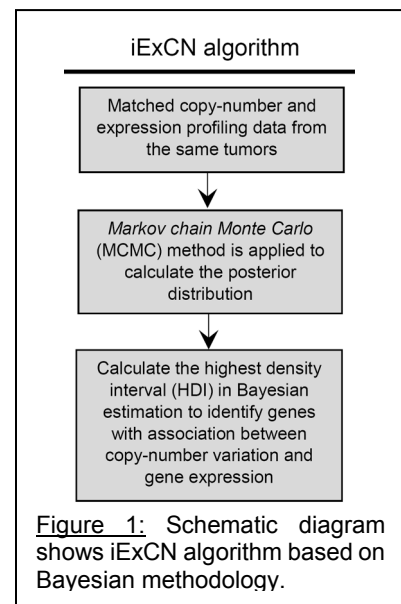 iExCN algorithm
Matched copy-number and
expression profiling data from
the same tumors
Markov chain Monte Carlo
(MCMC) method is applied to
calculate the posterior
distribution
Calculate the highest density
interval (HDI) in Bayesian
estimation to identify genes
with association between
copy-number variation and
gene expression
Figure 1: Schematic diagram
shows iExCN algorithm based on
Bayesian methodology.